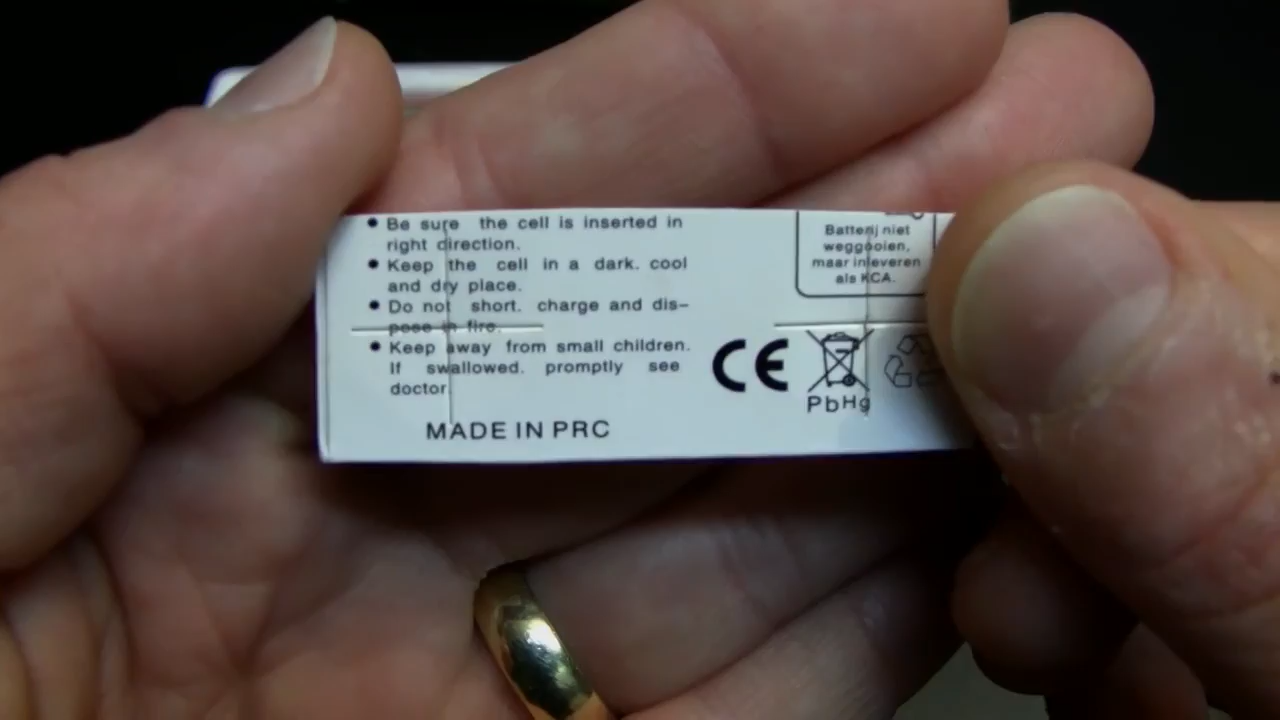 ● Be sure the cell is inserted in
right direction.
● Keep the cell in a dark. cool
and dry place.
● Do not short. charge and dis-
pose in fire.
● Keep away from small children.
If swallowed. promptly see
doctor.
MADE IN PRC
Batterij niet
weggooien,
maar inleveren
als KCA.
CE
PbHg